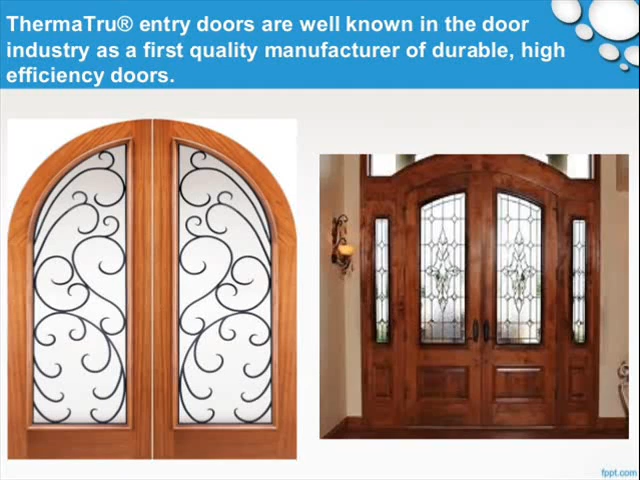 ThermaTru® entry doors are well known in the door
industry as a first quality manufacturer of durable, high
efficiency doors.
fppt.com